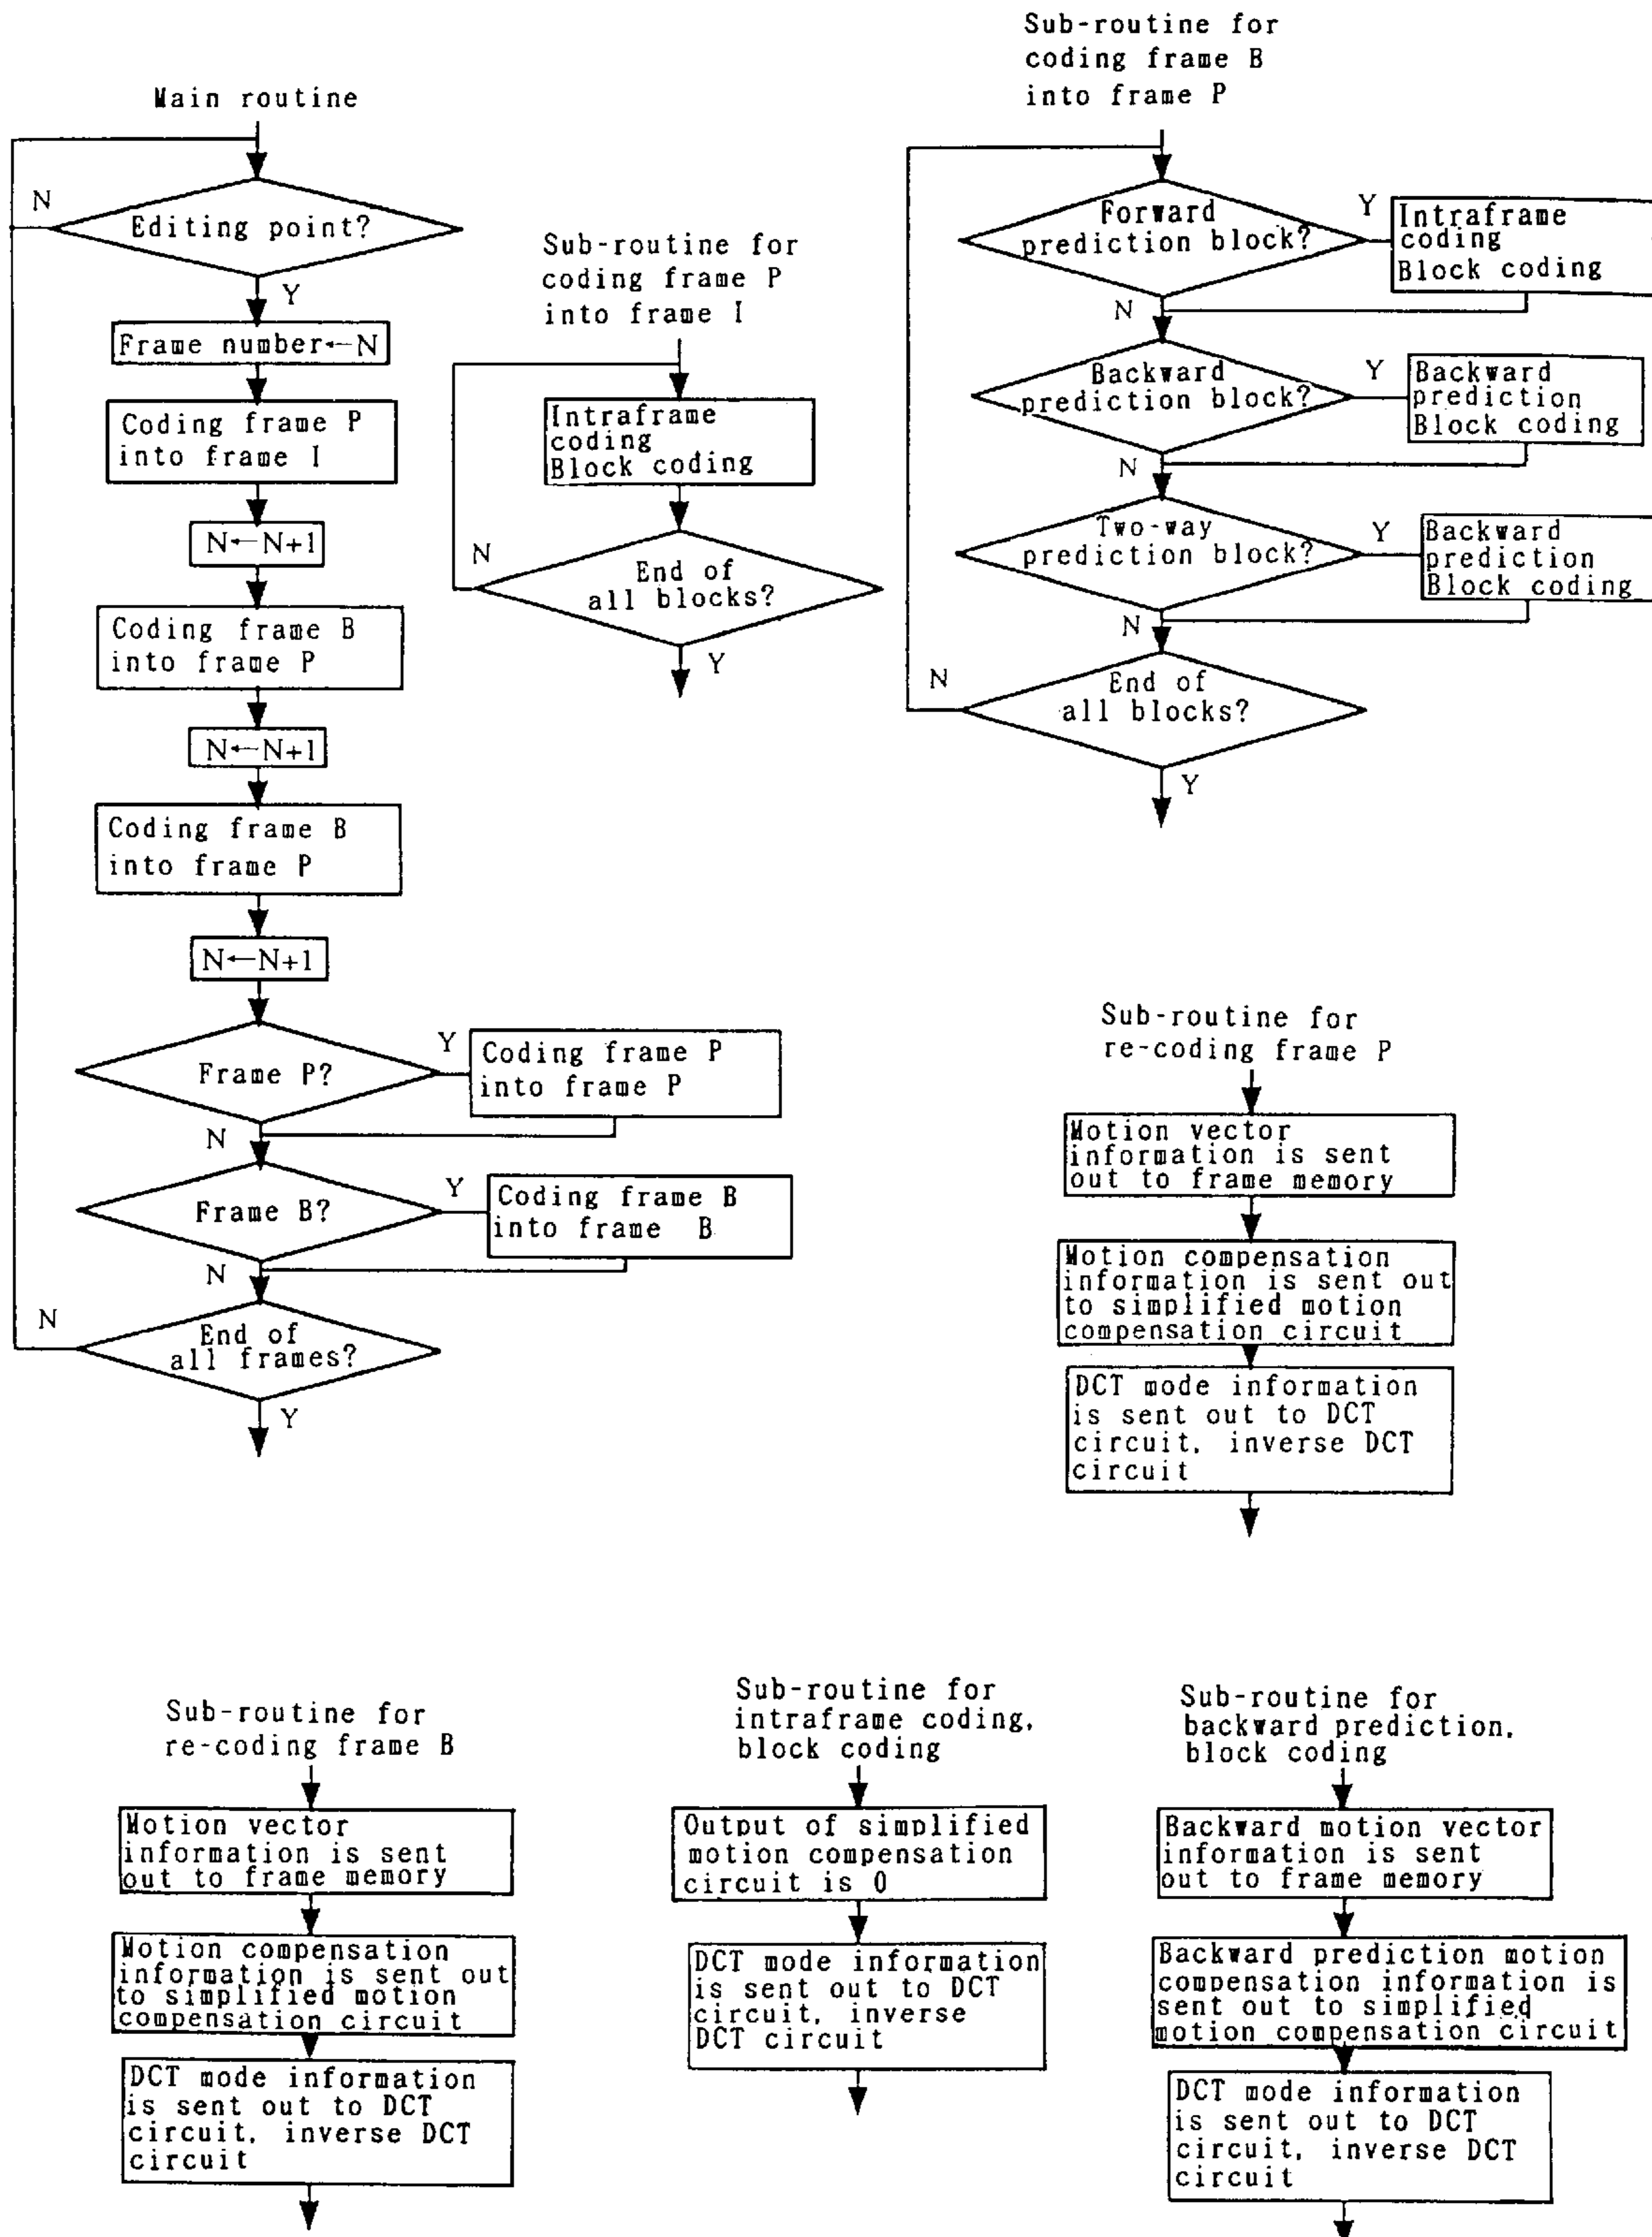 Main routine
Editing point?
N
Y
Frame number←N
Coding frame P
into frame I
N←N+1
Coding frame B
into frame P
N←N+1
Coding frame B
into frame P
N←N+1
Frame P?
Y
Coding frame P
into frame P
N
Frame B?
Y
Coding frame B
into frame B
N
End of
all frames?
N
Y
Sub-routine for
coding frame P
into frame I
Intraframe
coding
Block coding
End of
all blocks?
N
Y
Sub-routine for
coding frame B
into frame P
Forward
prediction block?
Y
Intraframe
coding
Block coding
N
Backward
prediction block?
Y
Backward
prediction
Block coding
N
Two-way
prediction block?
Y
Backward
prediction
Block coding
N
End of
all blocks?
N
Y
Sub-routine for
re-coding frame P
Motion vector
information is sent
out to frame memory
Motion compensation
information is sent out
to simplified motion
compensation circuit
DCT mode information
is sent out to DCT
circuit, inverse DCT
circuit
Sub-routine for
re-coding frame B
Motion vector
information is sent
out to frame memory
Motion compensation
information is sent out
to simplified motion
compensation circuit
DCT mode information
is sent out to DCT
circuit, inverse DCT
circuit
Sub-routine for
intraframe coding,
block coding
Output of simplified
motion compensation
circuit is 0
DCT mode information
is sent out to DCT
circuit, inverse
DCT circuit
Sub-routine for
backward prediction,
block coding
Backward motion vector
information is sent
out to frame memory
Backward prediction motion
compensation information is
sent out to simplified
motion compensation circuit
DCT mode information
is sent out to DCT
circuit, inverse DCT
circuit